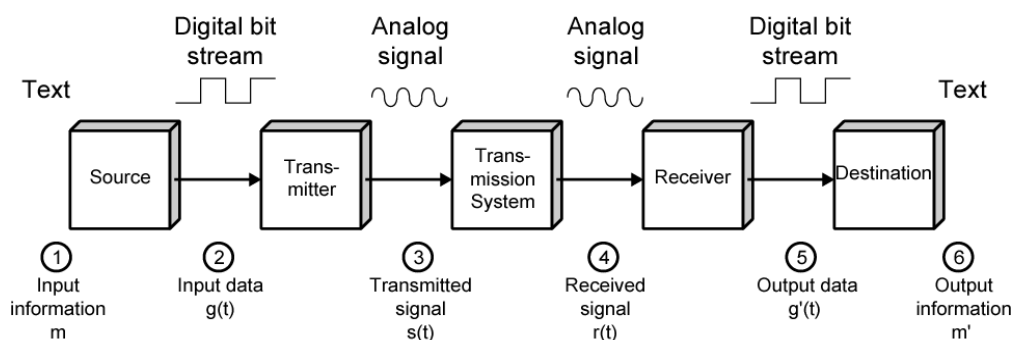 Text
Digital bit
stream
Analog
signal
Analog
signal
Digital bit
stream
Text
Source
Trans-
mitter
Trans-
mission
System
Receiver
Destination
1
Input
information
m
2
Input data
g(t)
3
Transmitted
signal
s(t)
4
Received
signal
r(t)
5
Output data
g'(t)
6
Output
information
m'